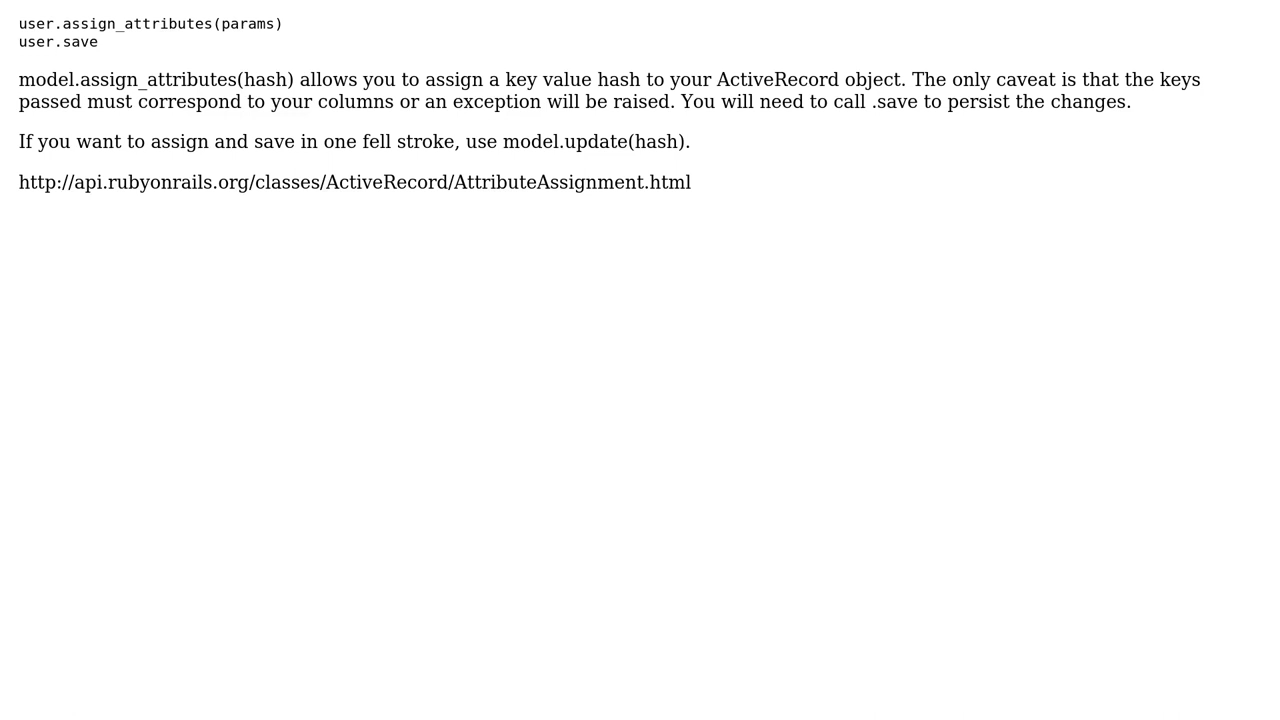 user.assign_attributes(params)
user.save
model.assign_attributes(hash) allows you to assign a key value hash to your ActiveRecord object. The only caveat is that the keys
passed must correspond to your columns or an exception will be raised. You will need to call .save to persist the changes.
If you want to assign and save in one fell stroke, use model.update(hash).
http://api.rubyonrails.org/classes/ActiveRecord/AttributeAssignment.html